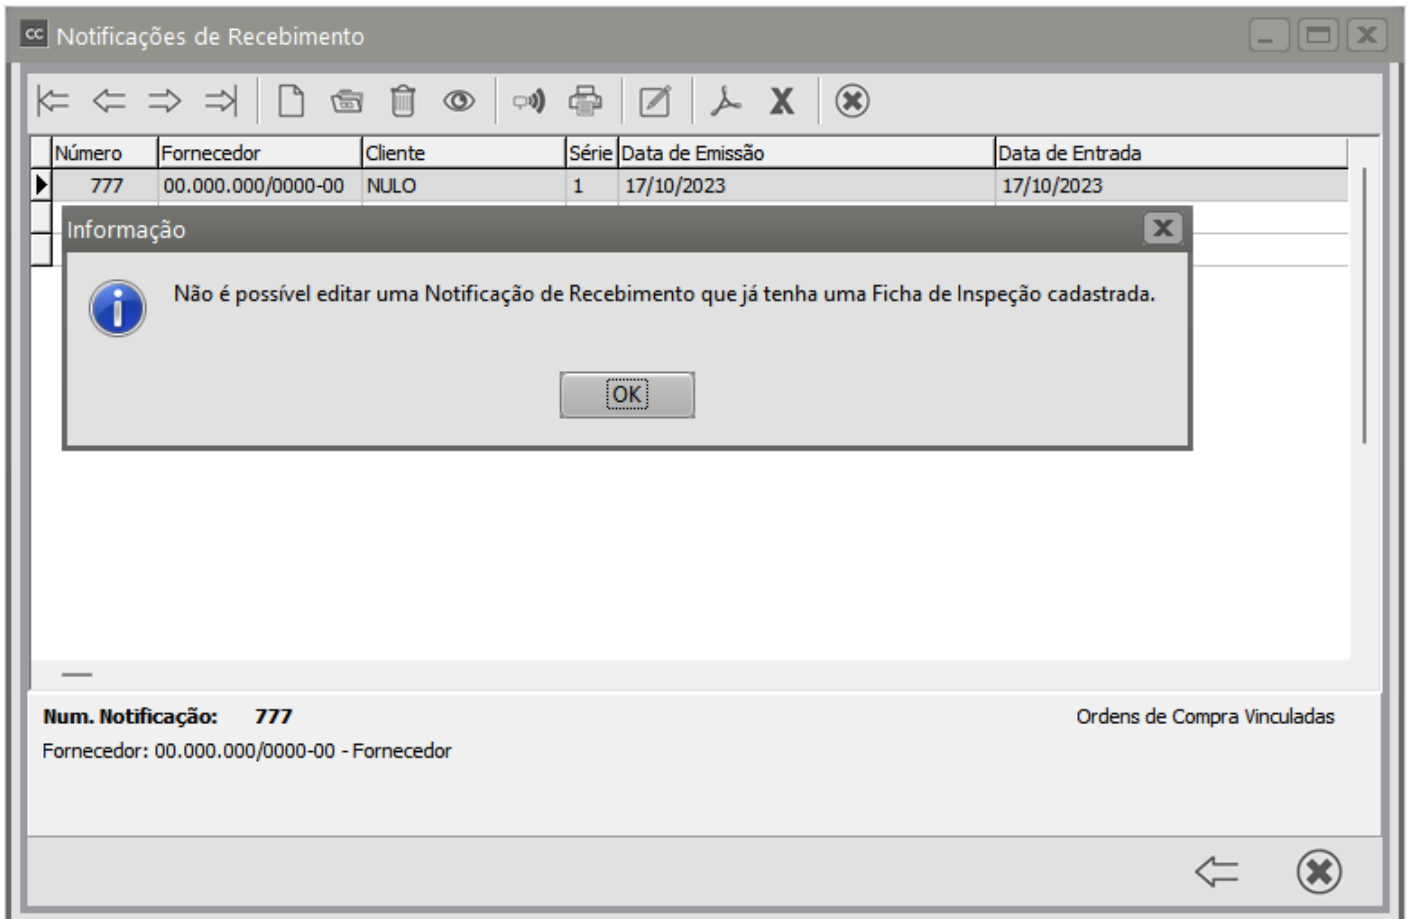 CC Notificações de Recebimento
Número Fornecedor Cliente Série Data de Emissão Data de Entrada
777 00.000.000/0000-00 NULO 1 17/10/2023 17/10/2023
Informação
Não é possível editar uma Notificação de Recebimento que já tenha uma Ficha de Inspeção cadastrada.
OK
Num. Notificação: 777 Ordens de Compra Vinculadas
Fornecedor: 00.000.000/0000-00 - Fornecedor